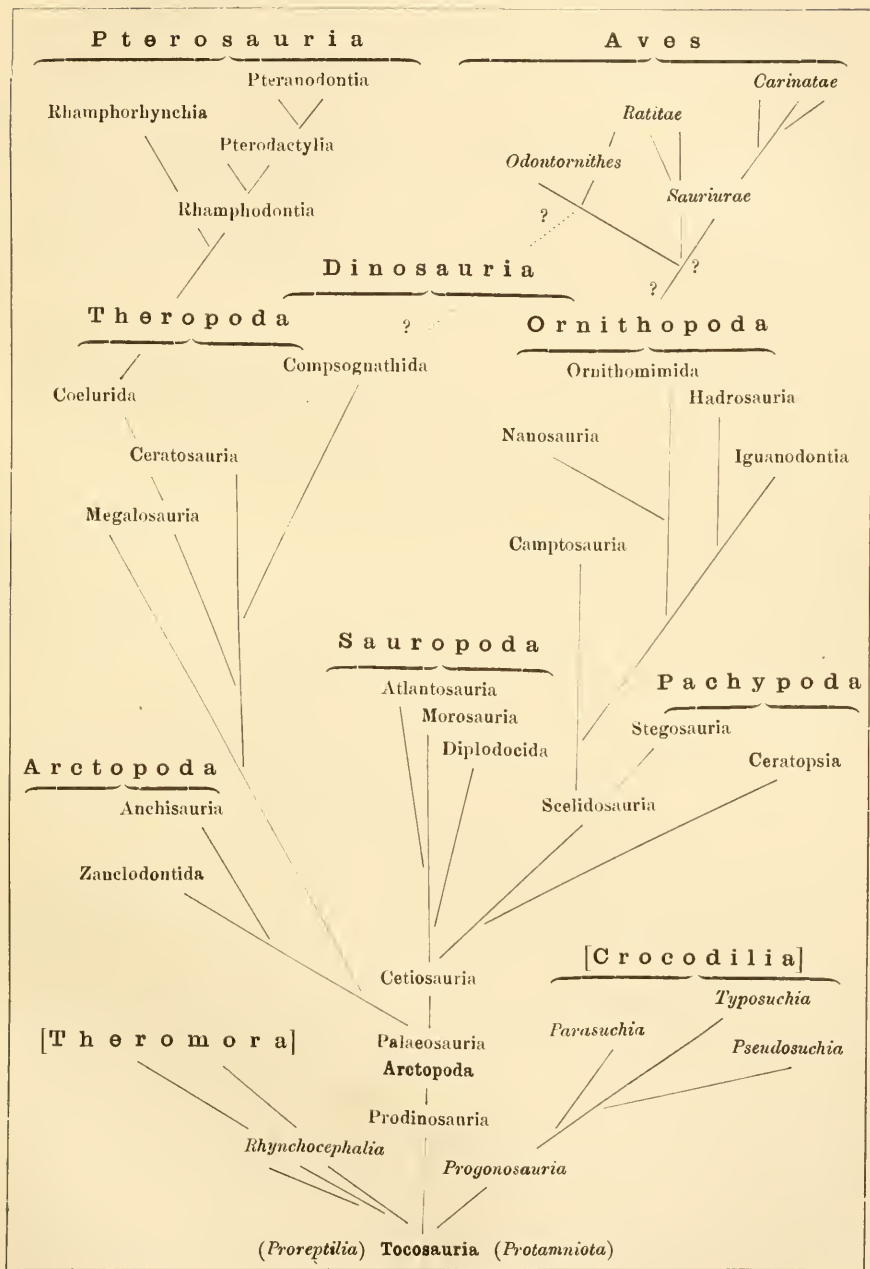 Pterosauria Aves
Pteranodontia Carinatae
Rhamphorhynchia Ratitae
Pterodactylia
Odontornithes
Sauriurae
Rhamphodontia
?
?
Dinosauria
?
Theropoda ? Ornithopoda
Compsognathida Ornithomimida
Coelurida Hadrosauria
Nanosauria
Ceratosauria Iguanodontia
Megalosauria
Camptosauria
Sauropoda
Atlantosauria Pachypoda
Morosauria
Stegosauria
Diplodocida
Arctopoda Ceratopsia
Anchisauria Scelidosauria
Zanclodontida
[Crocodilia]
Cetiosauria
Typosuchia
[Theromora] Palaeosauria Parasuchia
Pseudosuchia
Arctopoda
Prodinosauria
Rhynchocephalia
Progonosauria
(Proreptilia) Tocosauria (Protamniota)